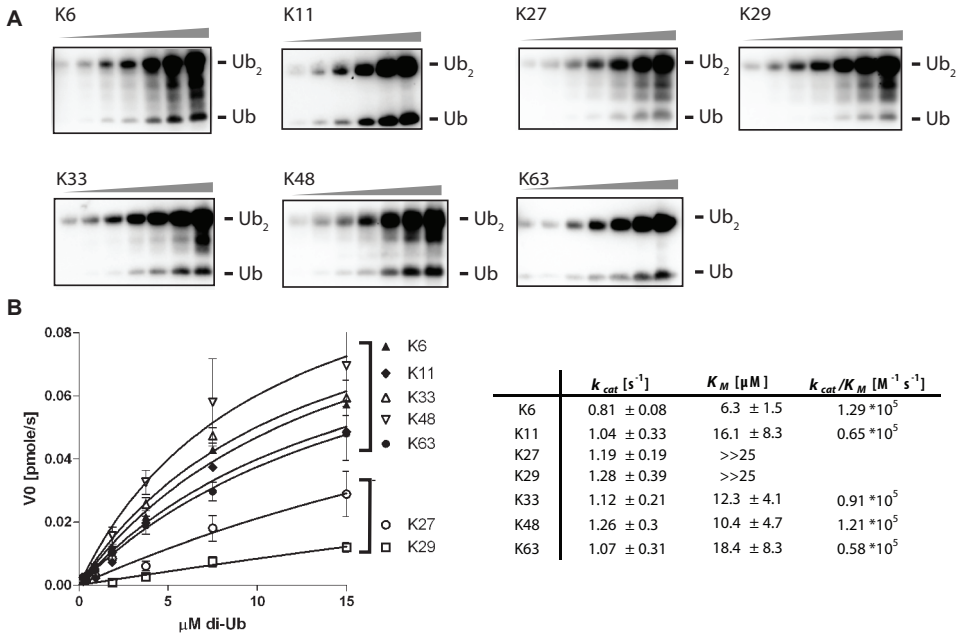 A
K6
K11
K27
K29
Ub2
Ub
Ub2
Ub
Ub2
Ub
Ub2
Ub
K33
K48
K63
Ub2
Ub
Ub2
Ub
Ub2
Ub
B
V0 [pmole/s]
0.08
0.06
0.04
0.02
0.00
0 5 10 15
µM di-Ub
K6
K11
K33
K48
K63
K27
K29
kcat [s-1] KM [µM] kcat/KM [M-1 s-1]
K6 0.81 ± 0.08 6.3 ± 1.5 1.29 *10^5
K11 1.04 ± 0.33 16.1 ± 8.3 0.65 *10^5
K27 1.19 ± 0.19 >>25
K29 1.28 ± 0.39 >>25
K33 1.12 ± 0.21 12.3 ± 4.1 0.91 *10^5
K48 1.26 ± 0.3 10.4 ± 4.7 1.21 *10^5
K63 1.07 ± 0.31 18.4 ± 8.3 0.58 *10^5